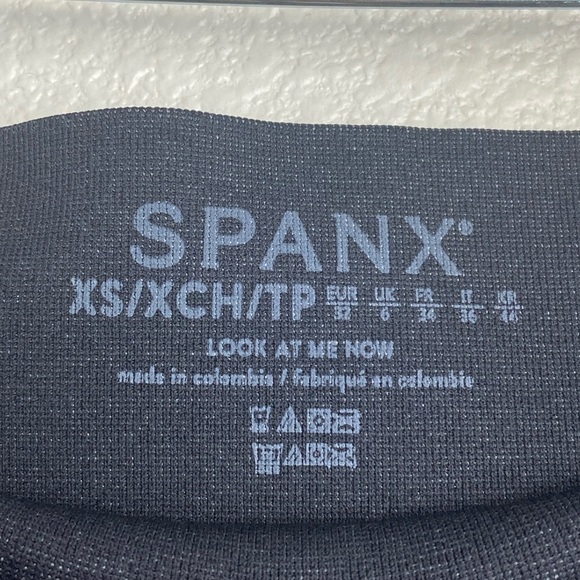 SPANX®
XS/XCH/TP EUR 32 UK 6 FR 34 IT 36 KR 44
LOOK AT ME NOW
made in colombia / fabriqué en colombie